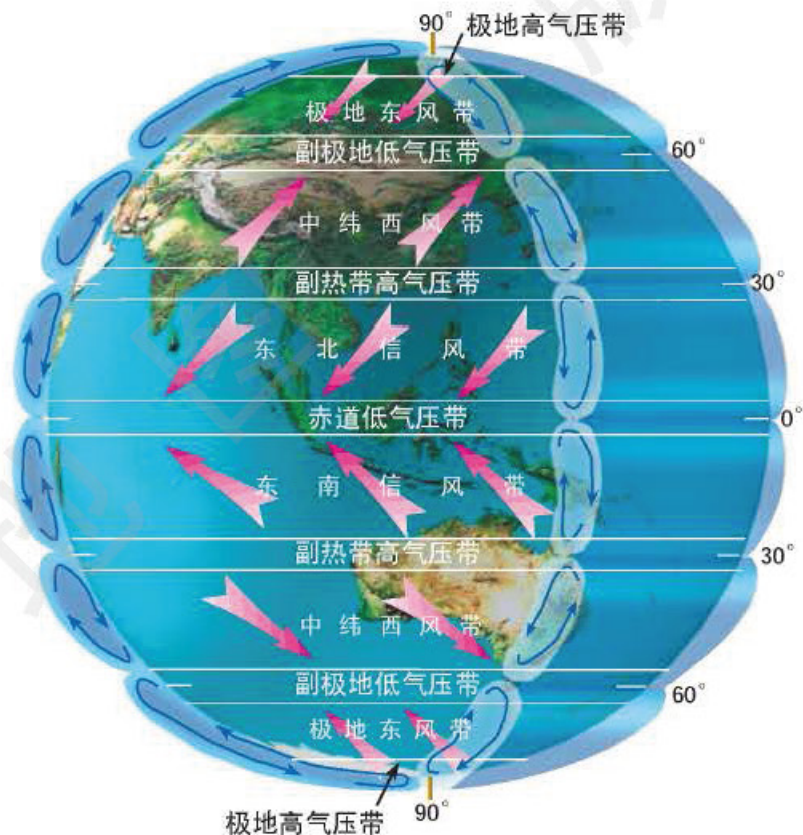 90°
极地高气压带
极地东风带
副极地低气压带
60°
中纬西风带
副热带高气压带
30°
东北信风带
赤道低气压带
0°
东南信风带
副热带高气压带
30°
中纬西风带
副极地低气压带
60°
极地东风带
极地高气压带
90°